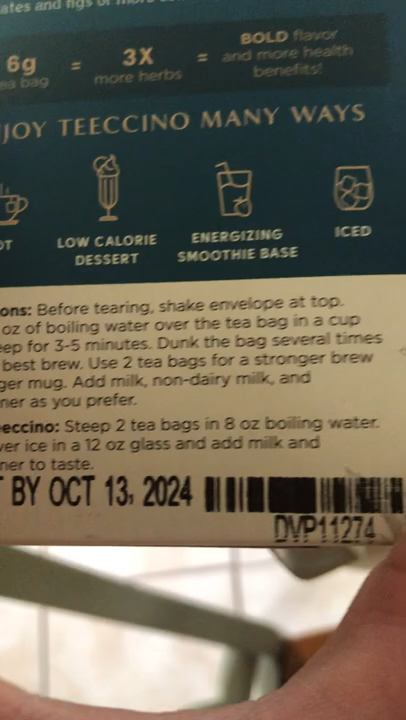 ates and figs or more
6g = 3X = BOLD flavor
ea bag more herbs and more health
benefits!
JOY TEECCINO MANY WAYS
OT LOW CALORIE DESSERT
ENERGIZING SMOOTHIE BASE
ICED
ons: Before tearing, shake envelope at top.
oz of boiling water over the tea bag in a cup
eep for 3-5 minutes. Dunk the bag several times
best brew. Use 2 tea bags for a stronger brew
ger mug. Add milk, non-dairy milk, and
ner as you prefer.
eeccino: Steep 2 tea bags in 8 oz boiling water.
ver ice in a 12 oz glass and add milk and
ner to taste.
T BY OCT 13, 2024
DVP11274